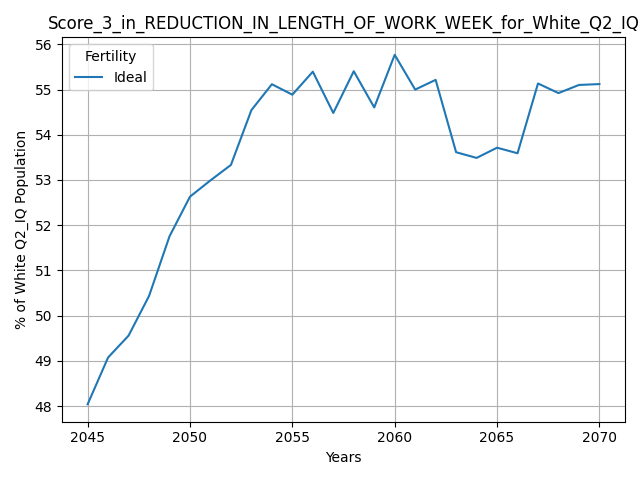 Score_3_in_REDUCTION_IN_LENGTH_OF_WORK_WEEK_for_White_Q2_IQ
Fertility
Ideal
% of White Q2_IQ Population
56
55
54
53
52
51
50
49
48
2045 2050 2055 2060 2065 2070
Years